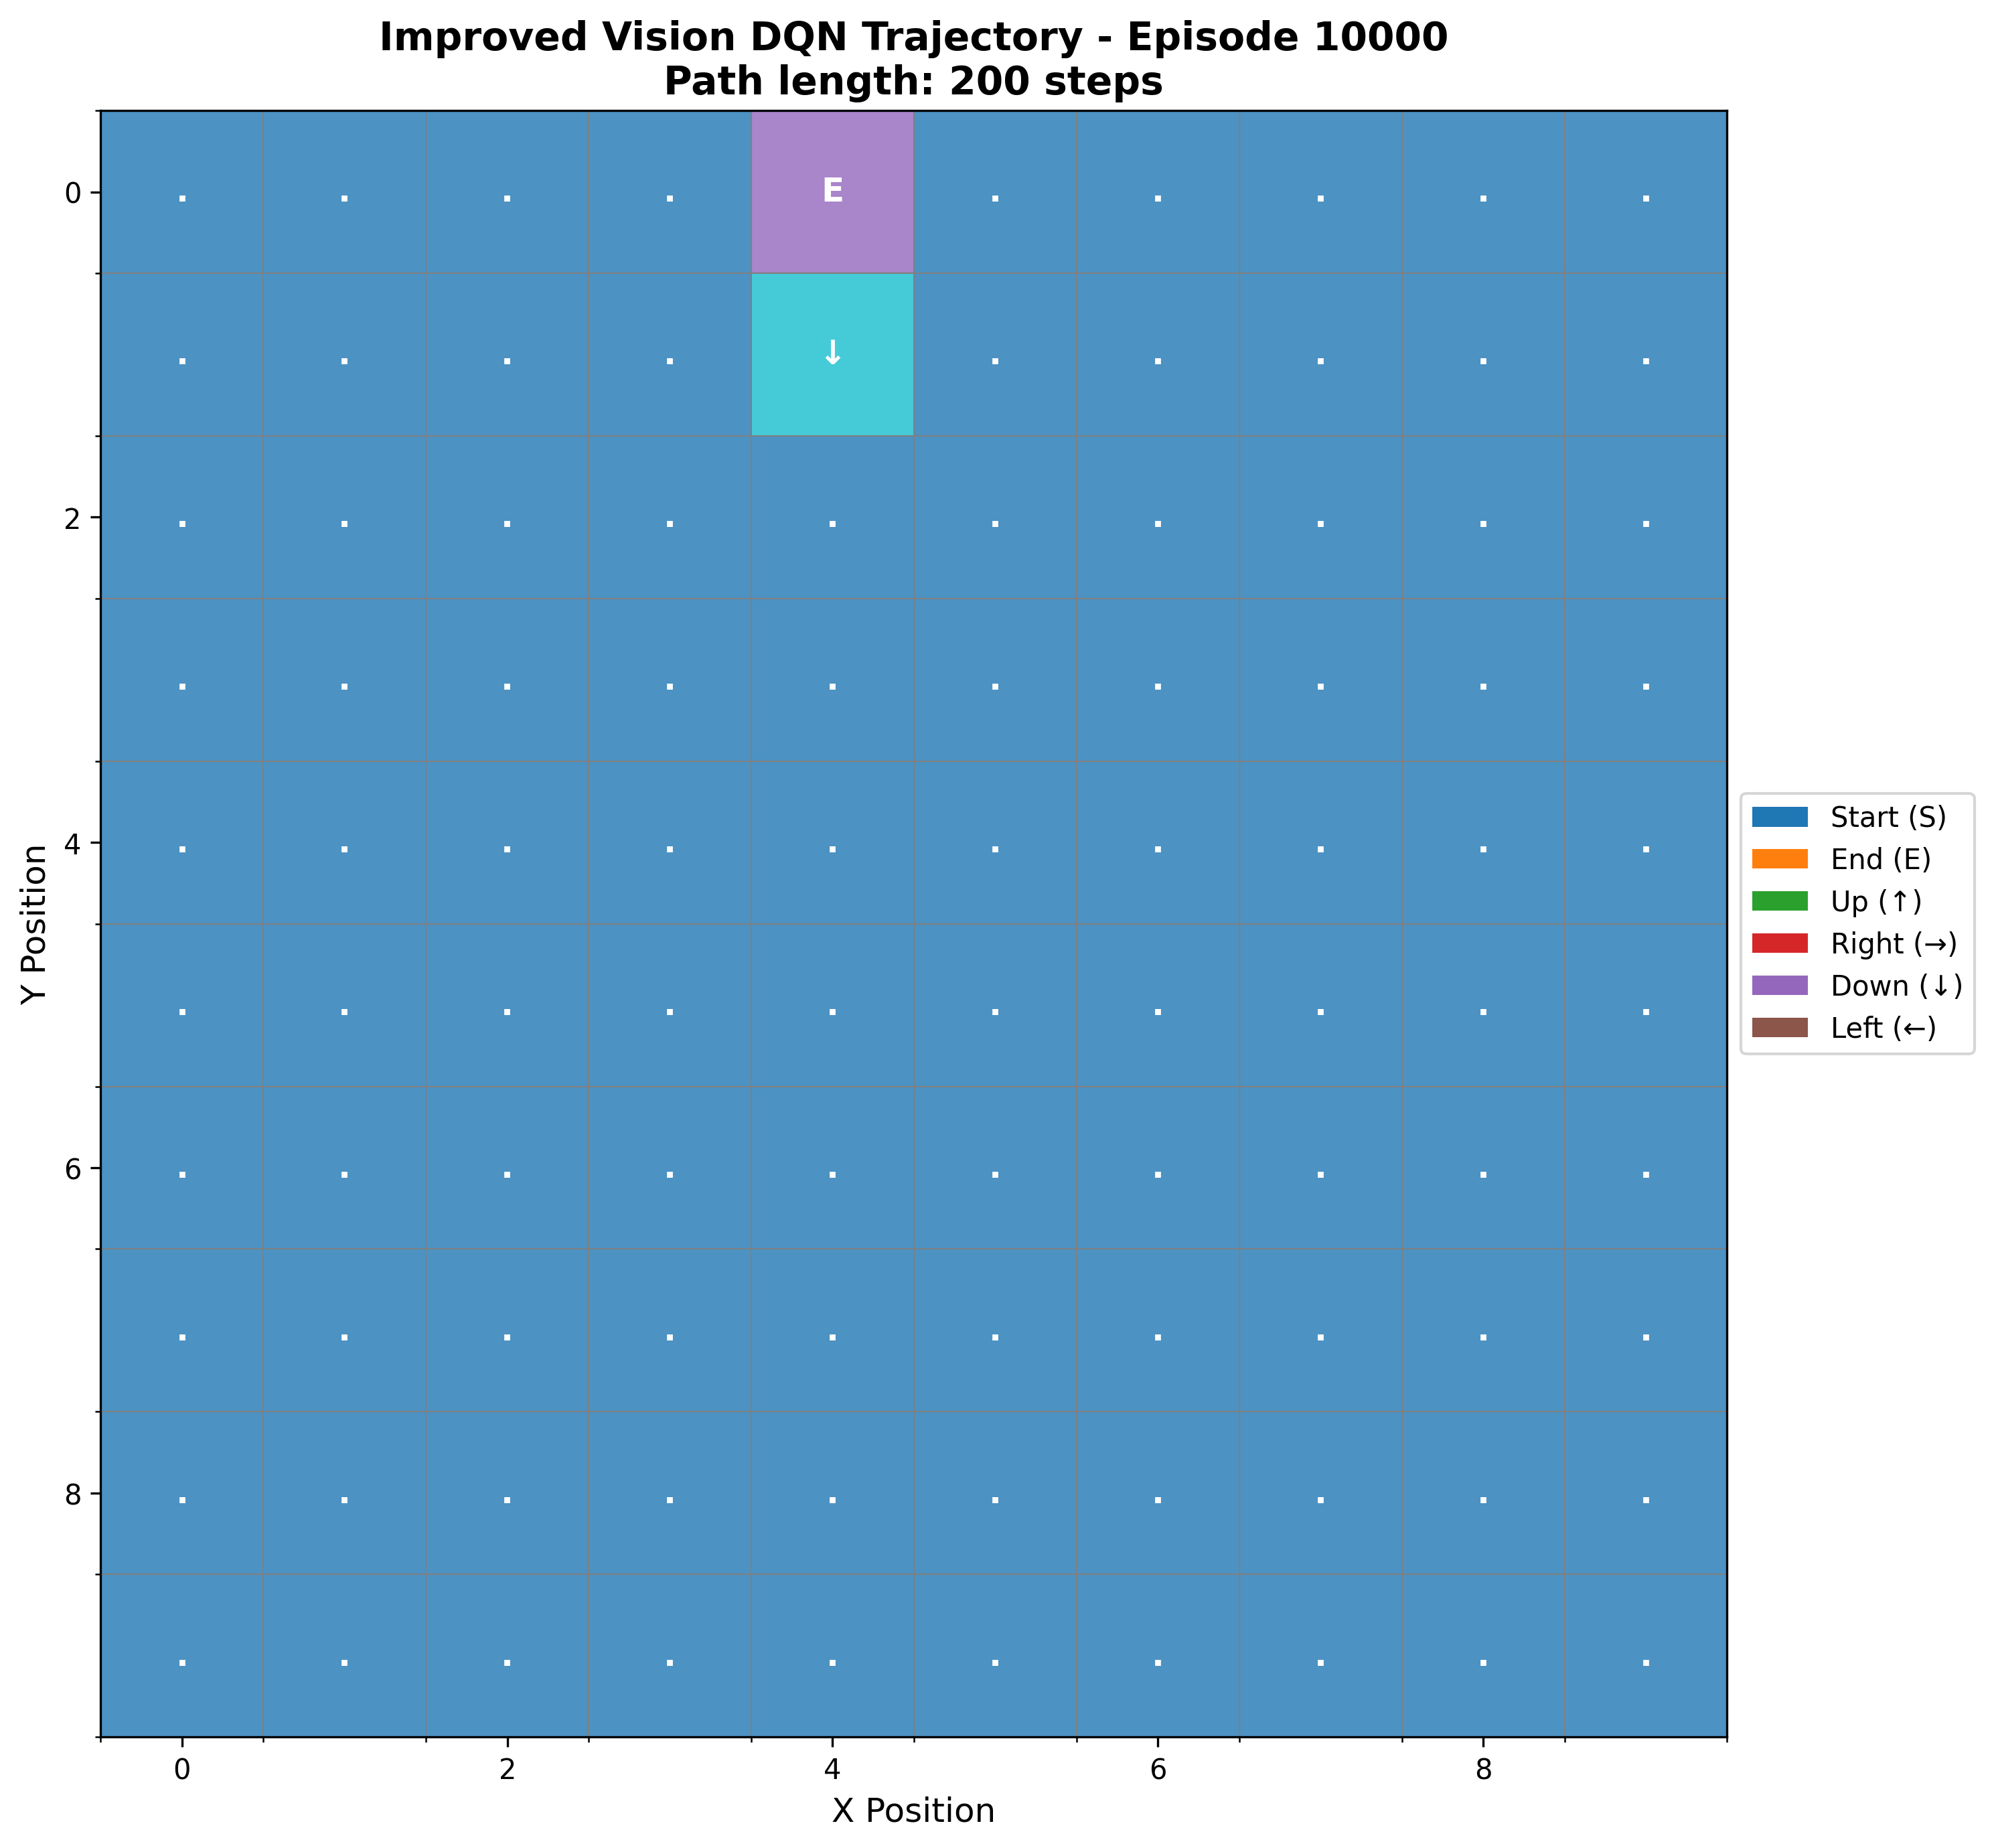 Improved Vision DQN Trajectory - Episode 10000
Path length: 200 steps
E
↓
0
2
4
6
8
Y Position
0 2 4 6 8
X Position
Start (S)
End (E)
Up (↑)
Right (→)
Down (↓)
Left (←)